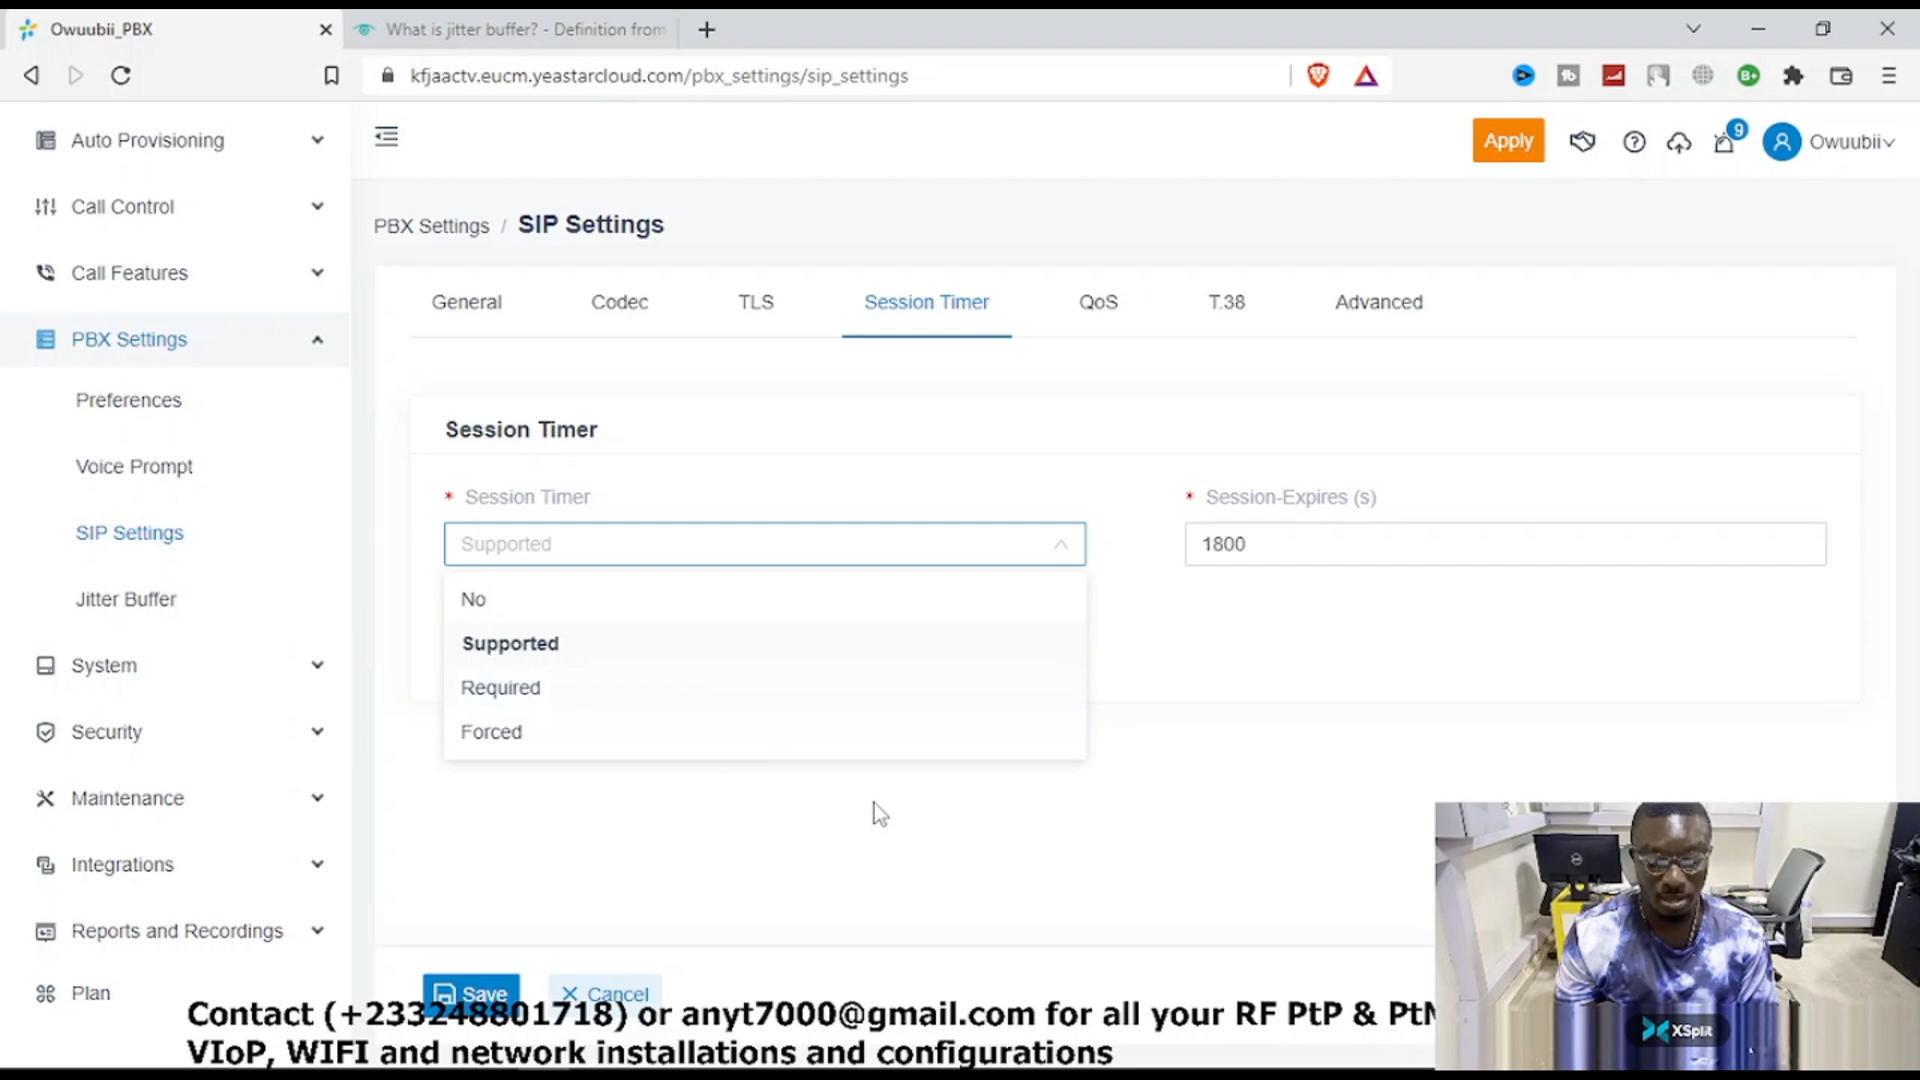 Owuubii_PBX
What is jitter buffer? - Definition from
kfjaactv.eucm.yeastarcloud.com/pbx_settings/sip_settings
Auto Provisioning
Call Control
Call Features
PBX Settings
Preferences
Voice Prompt
SIP Settings
Jitter Buffer
System
Security
Maintenance
Integrations
Reports and Recordings
Plan
Apply
9
Owuubii
PBX Settings / SIP Settings
General Codec TLS Session Timer QoS T.38 Advanced
Session Timer
* Session Timer
Supported
No
Supported
Required
Forced
* Session-Expires (s)
1800
Save
Cancel
XSplit
Contact (+233248801718) or anyt7000@gmail.com for all your RF PtP &
VIoP, WIFI and network installations and configurations